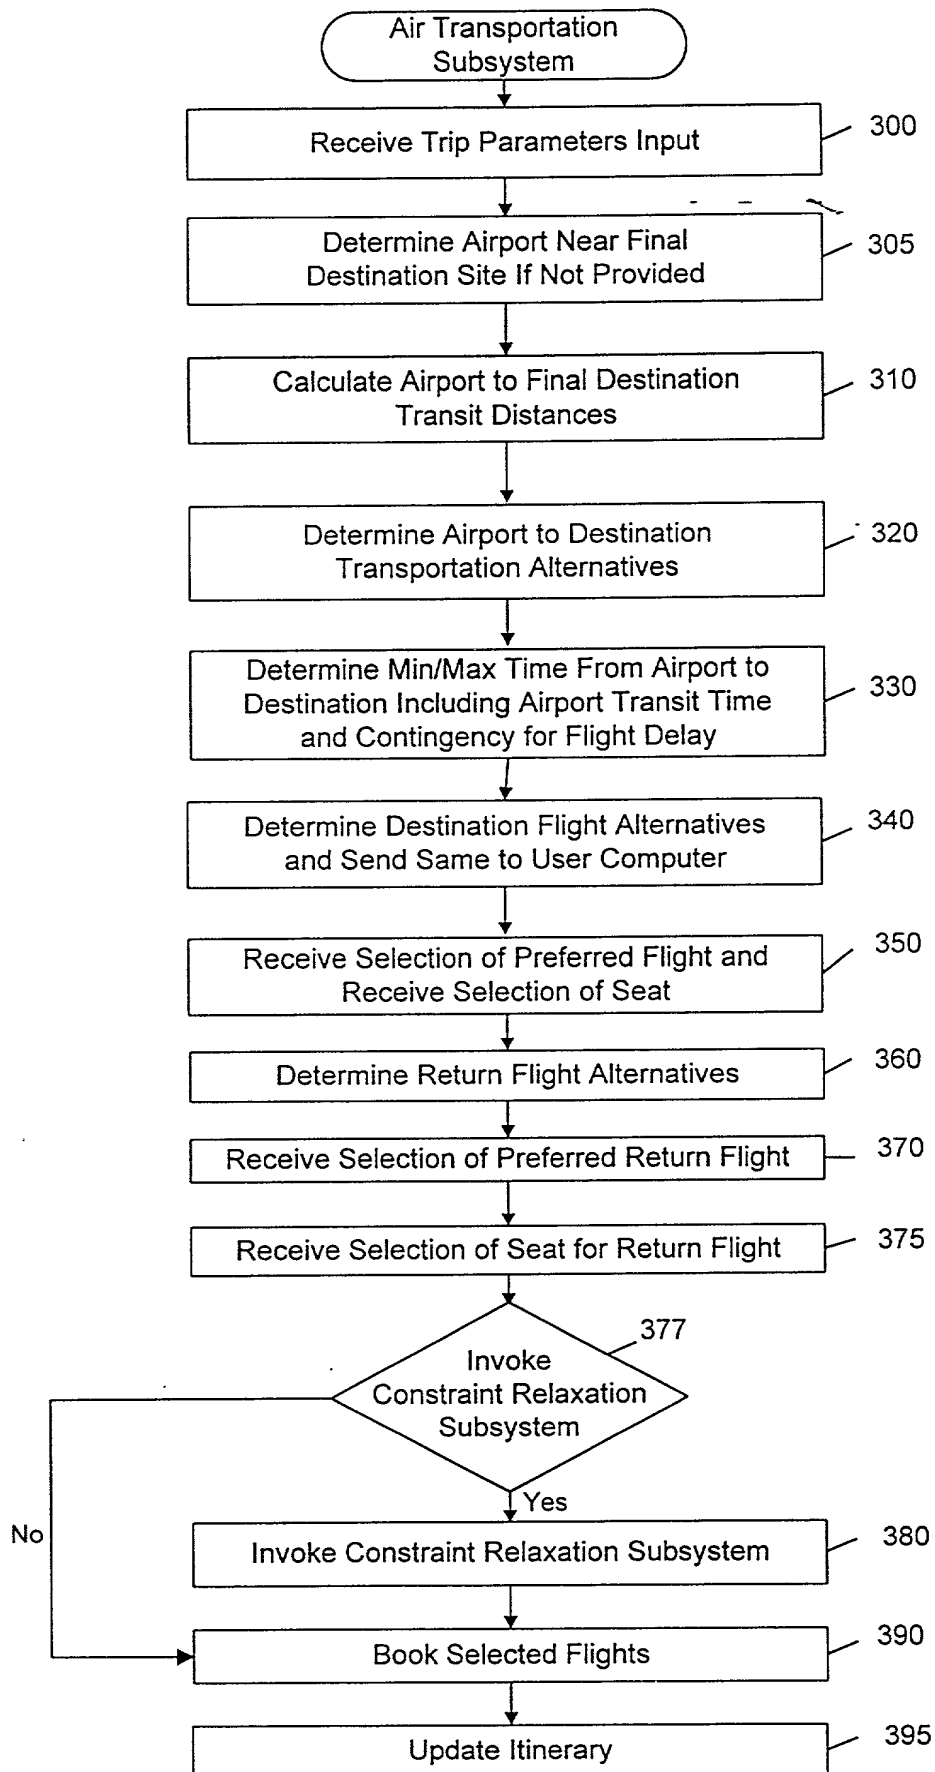 Air Transportation
Subsystem
Receive Trip Parameters Input
300
Determine Airport Near Final
Destination Site If Not Provided
305
Calculate Airport to Final Destination
Transit Distances
310
Determine Airport to Destination
Transportation Alternatives
320
Determine Min/Max Time From Airport to
Destination Including Airport Transit Time
and Contingency for Flight Delay
330
Determine Destination Flight Alternatives
and Send Same to User Computer
340
Receive Selection of Preferred Flight and
Receive Selection of Seat
350
Determine Return Flight Alternatives
360
Receive Selection of Preferred Return Flight
370
Receive Selection of Seat for Return Flight
375
377
Invoke
Constraint Relaxation
Subsystem
Yes
No
Invoke Constraint Relaxation Subsystem
380
Book Selected Flights
390
Update Itinerary
395